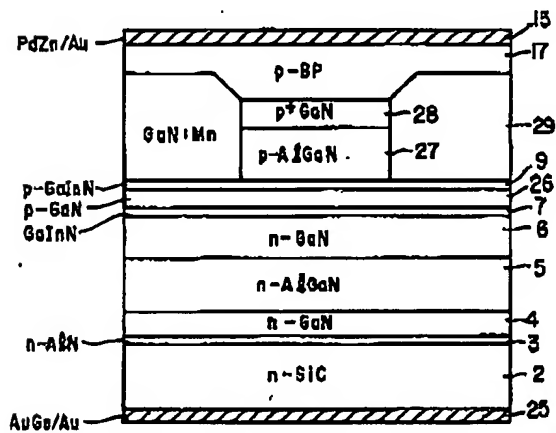 15
PdZn/Au
17
p-BP
p⁺GaN
28
GaN:Mn
29
p-AlGaN
27
9
p-GaInN
26
p-GaN
7
GaInN
6
n-GaN
5
n-AlGaN
4
n-GaN
n-AlN
3
n-SiC
2
AuGe/Au
25